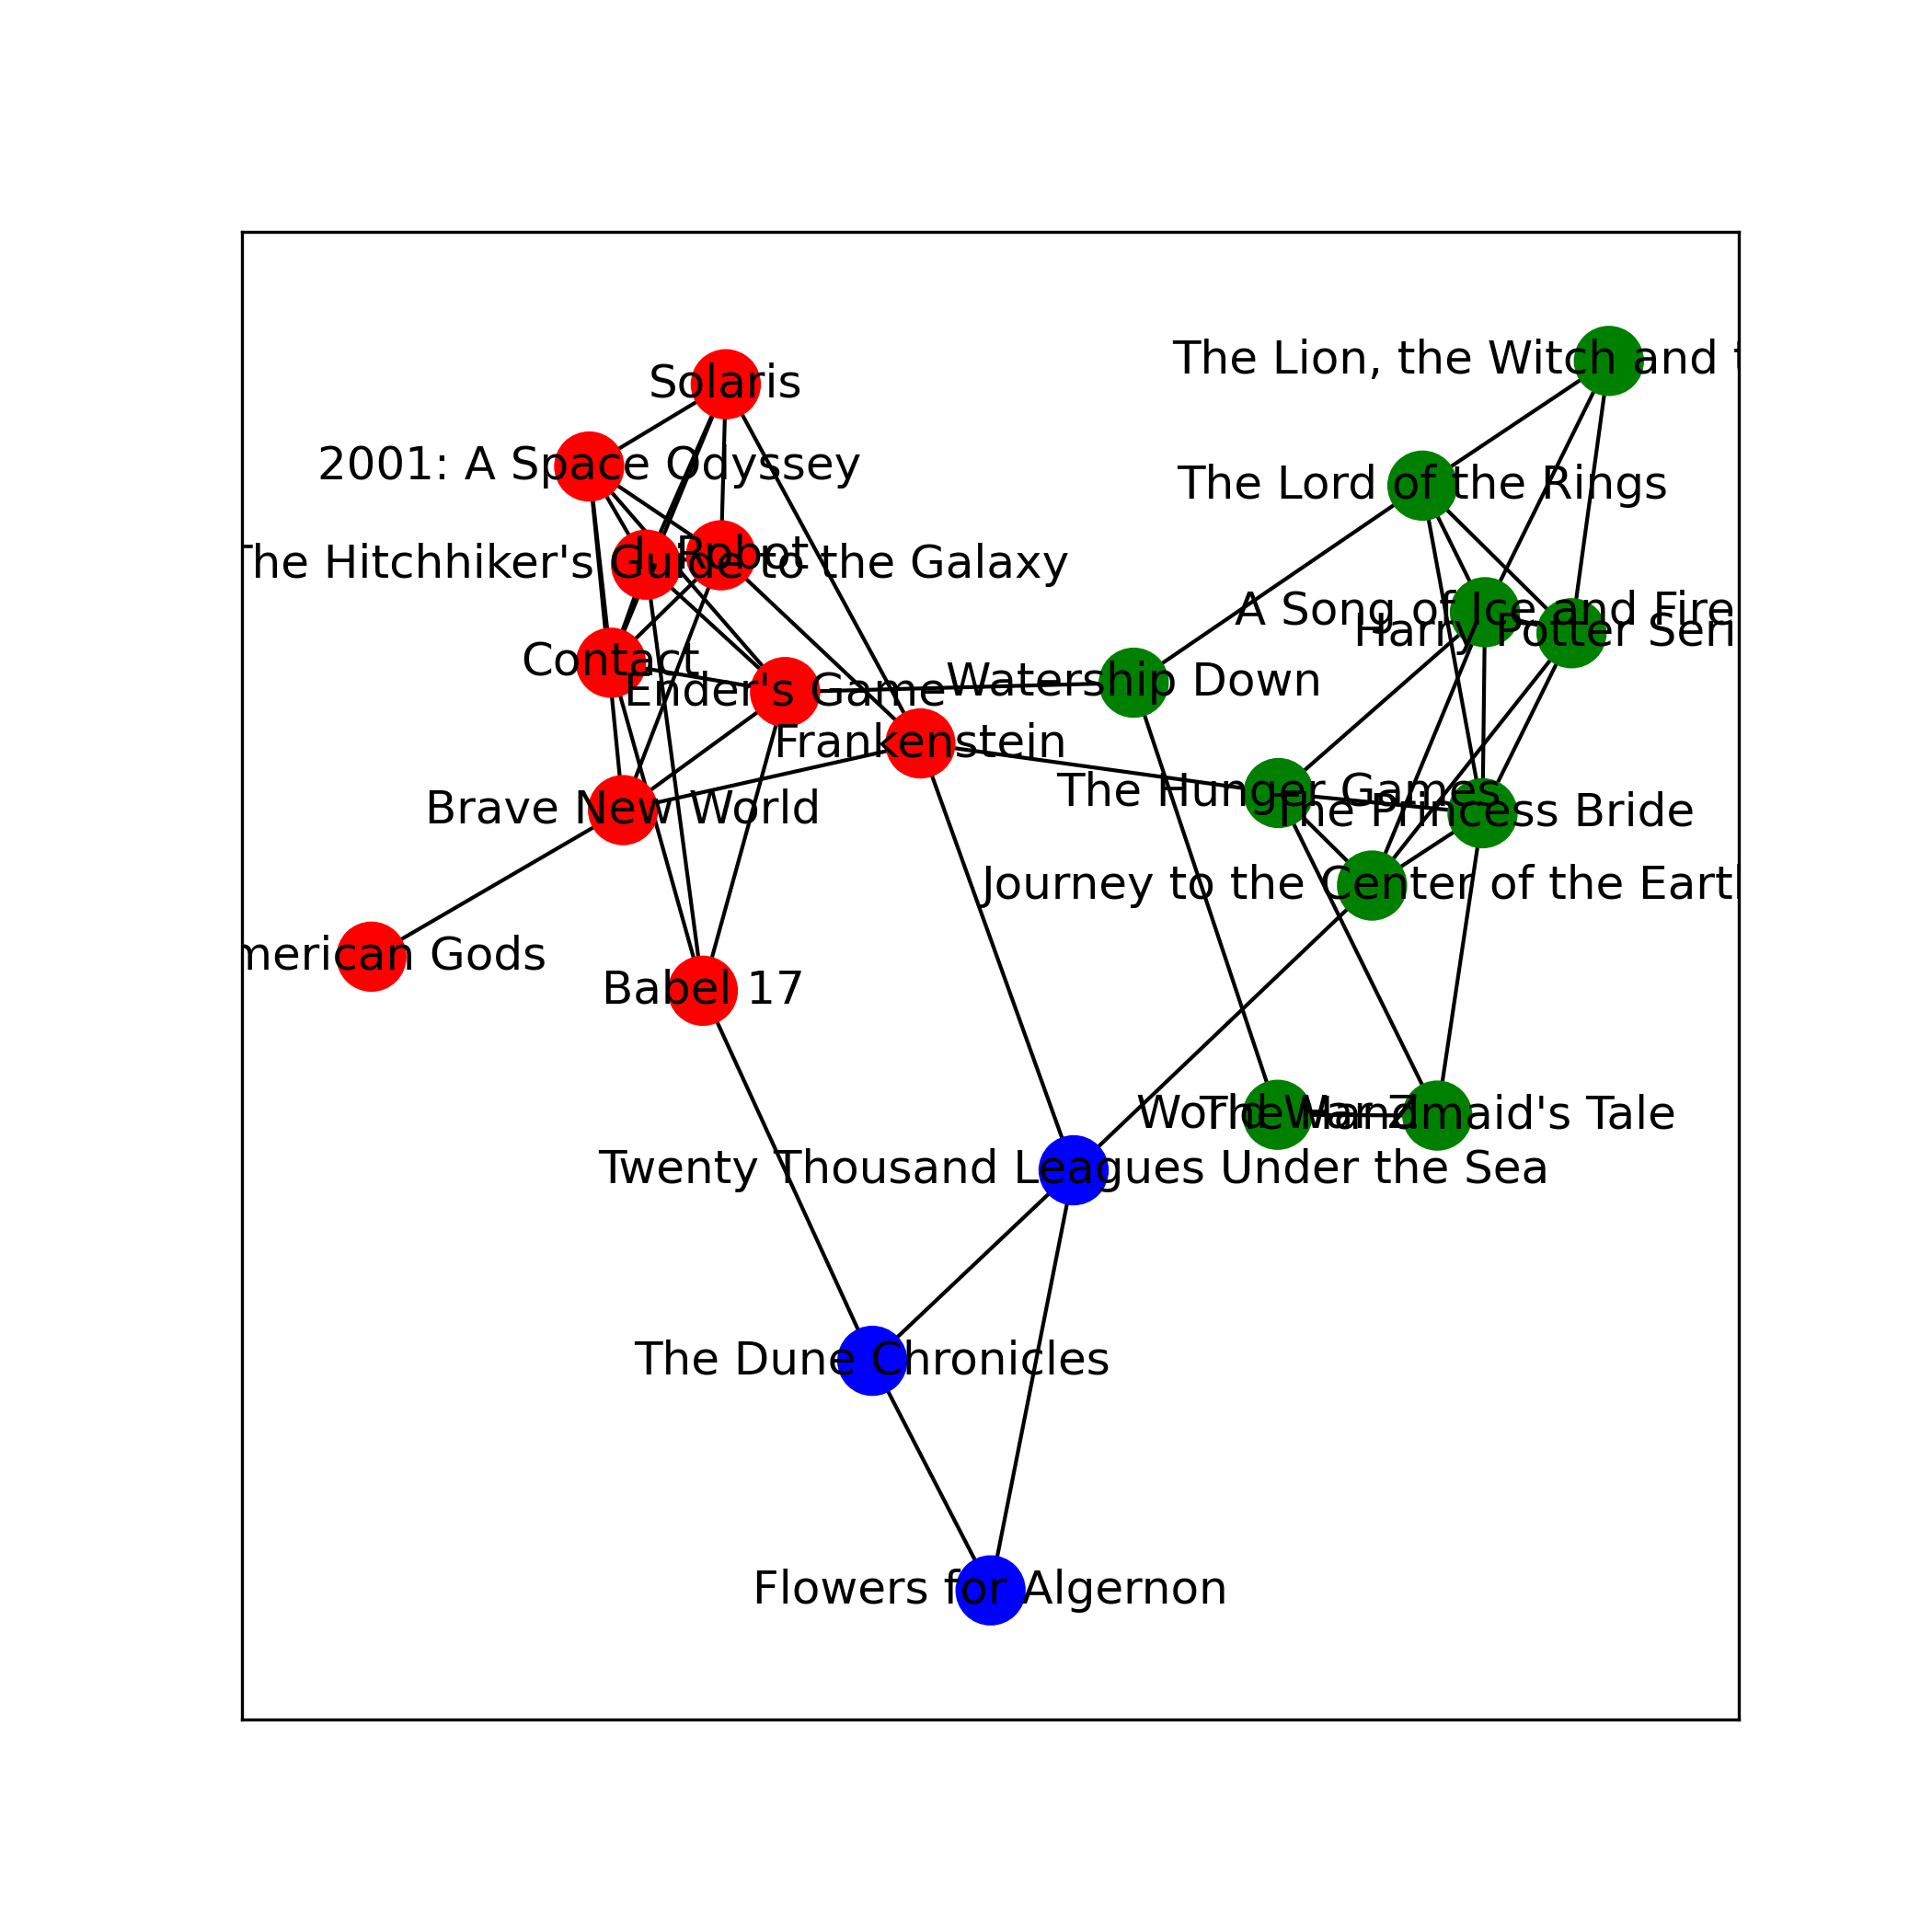 Solaris
The Lion, the Witch and t
2001: A Space Odyssey
The Lord of the Rings
I, Robot
he Hitchhiker's Guide to the Galaxy
A Song of Ice and Fire
Harry Potter Seri
Contact
Ender's Game
Watership Down
Frankenstein
The Hunger Games
Brave New World
The Princess Bride
Journey to the Center of the Earth
merican Gods
Babel 17
World War Z
The Handmaid's Tale
Twenty Thousand Leagues Under the Sea
The Dune Chronicles
Flowers for Algernon